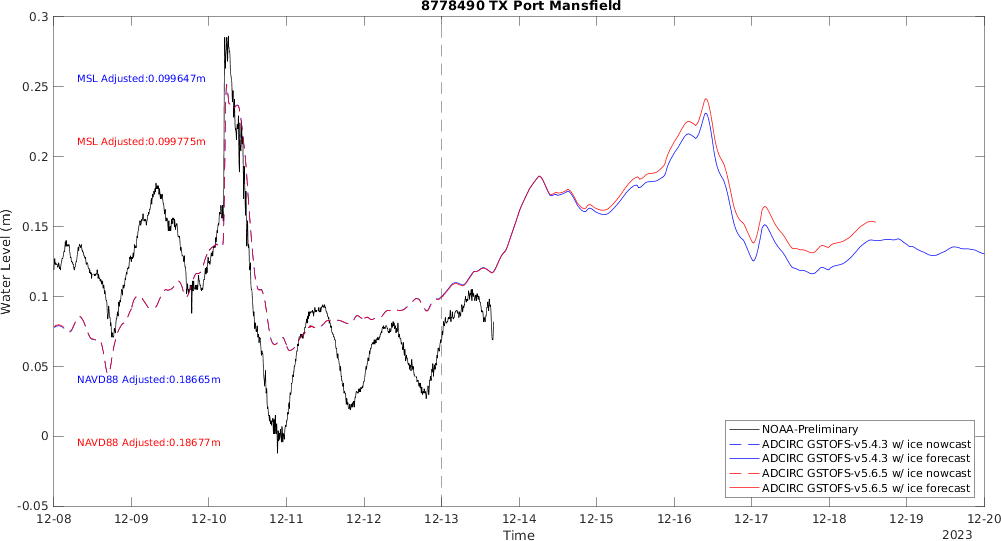 8778490 TX Port Mansfield
0.3
0.25
0.2
0.15
0.1
0.05
0
-0.05
Water Level (m)
MSL Adjusted:0.099647m
MSL Adjusted:0.099775m
NAVD88 Adjusted:0.18665m
NAVD88 Adjusted:0.18677m
NOAA-Preliminary
ADCIRC GSTOFS-v5.4.3 w/ ice nowcast
ADCIRC GSTOFS-v5.4.3 w/ ice forecast
ADCIRC GSTOFS-v5.6.5 w/ ice nowcast
ADCIRC GSTOFS-v5.6.5 w/ ice forecast
12-08 12-09 12-10 12-11 12-12 12-13 12-14 12-15 12-16 12-17 12-18 12-19 12-20
Time
2023